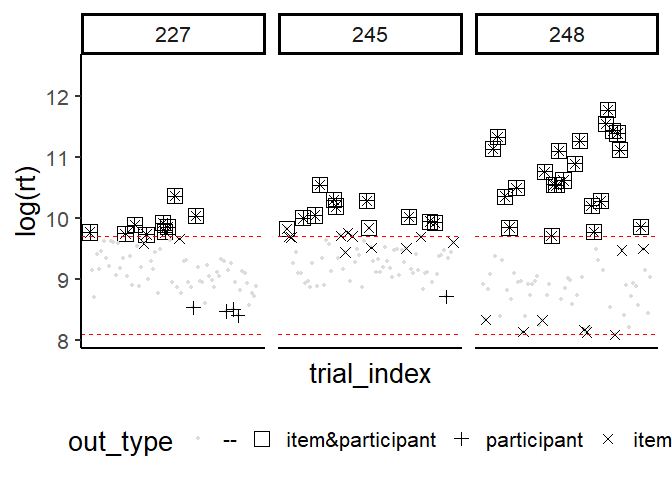 227 245 248
12
11
10
9
8
log(rt)
trial_index
out_type -- item&participant participant item